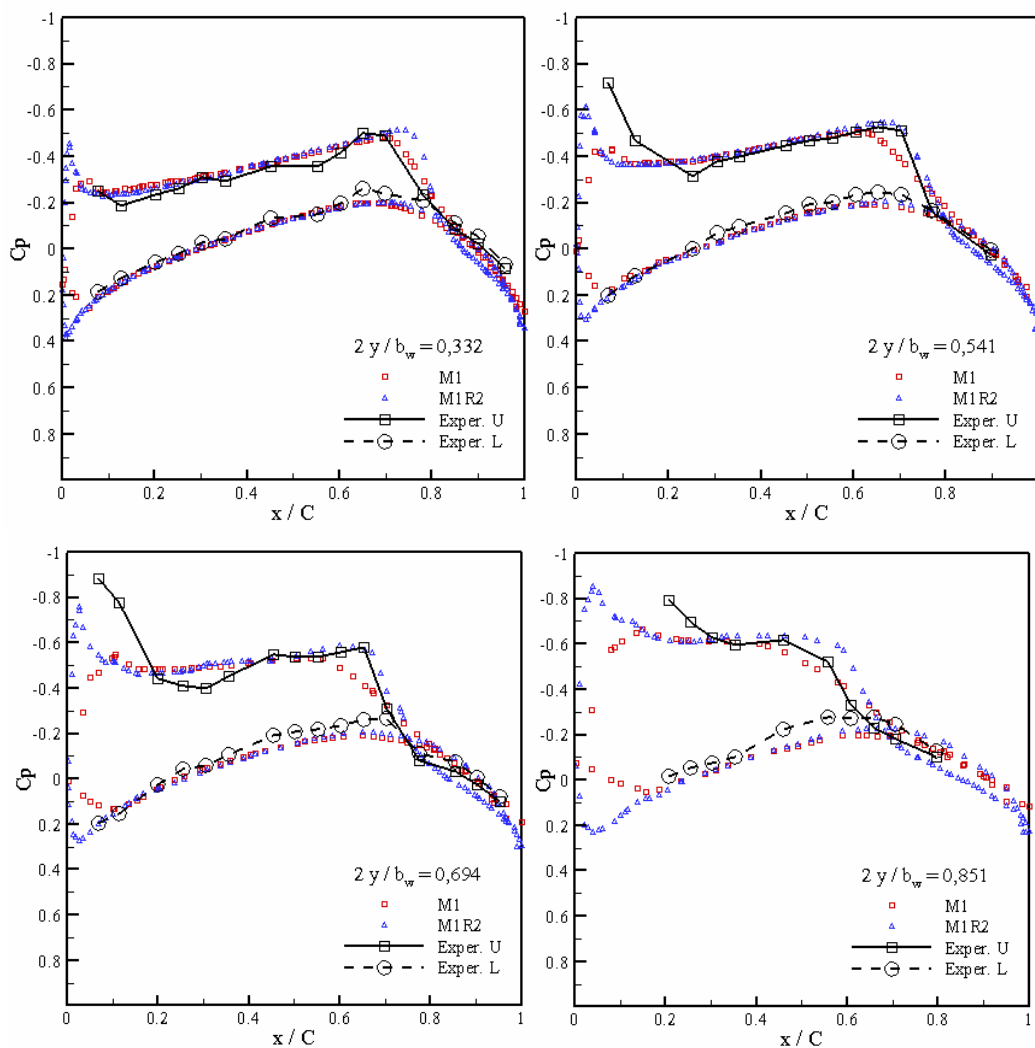 -1
-0.8
-0.6
-0.4
-0.2
0
0.2
0.4
0.6
0.8
Cp
0 0.2 0.4 0.6 0.8 1
x / C
2 y / b_w = 0,332
M1
M1R2
Exper. U
Exper. L
-1
-0.8
-0.6
-0.4
-0.2
0
0.2
0.4
0.6
0.8
Cp
0 0.2 0.4 0.6 0.8
x / C
2 y / b_w = 0,541
M1
M1R2
Exper. U
Exper. L
-1
-0.8
-0.6
-0.4
-0.2
0
0.2
0.4
0.6
0.8
Cp
0 0.2 0.4 0.6 0.8 1
x / C
2 y / b_w = 0,694
M1
M1R2
Exper. U
Exper. L
-1
-0.8
-0.6
-0.4
-0.2
0
0.2
0.4
0.6
0.8
Cp
0 0.2 0.4 0.6 0.8 1
x / C
2 y / b_w = 0,851
M1
M1R2
Exper. U
Exper. L